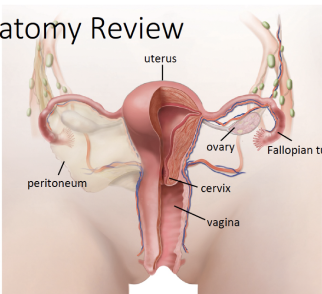 atomy Review
uterus
ovary
Fallopian tu
peritoneum
cervix
vagina